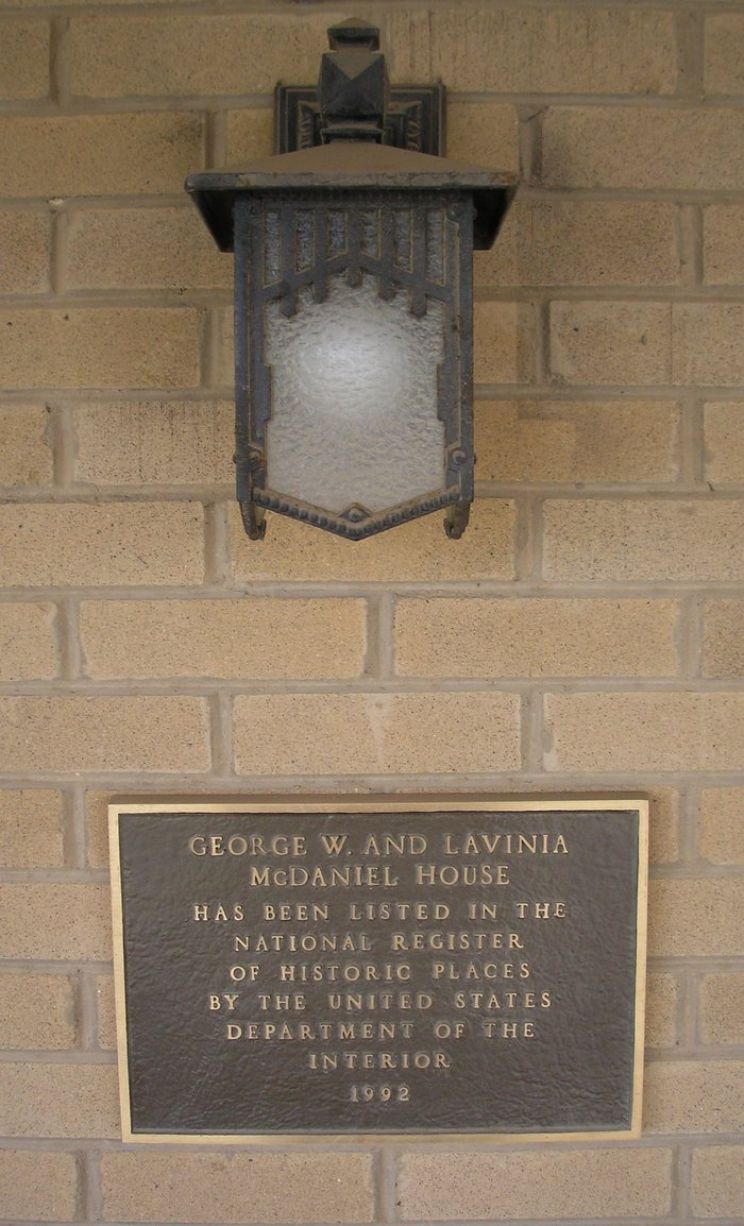 GEORGE W. AND LAVINIA
McDANIEL HOUSE
HAS BEEN LISTED IN THE
NATIONAL REGISTER
OF HISTORIC PLACES
BY THE UNITED STATES
DEPARTMENT OF THE
INTERIOR
1992